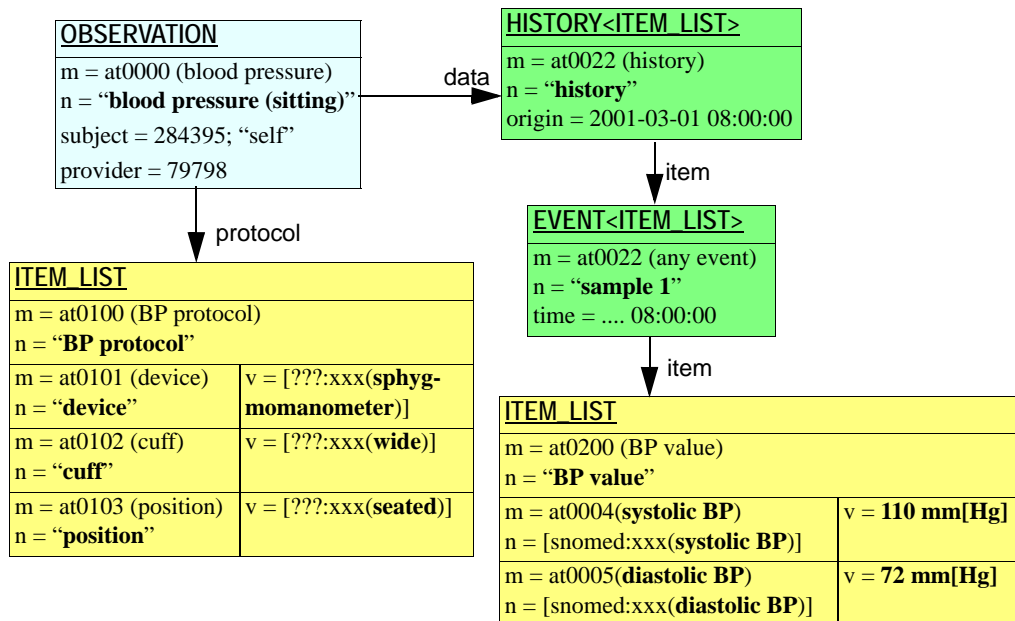 OBSERVATION
m = at0000 (blood pressure)
n = “blood pressure (sitting)”
subject = 284395; “self”
provider = 79798
data
HISTORY<ITEM_LIST>
m = at0022 (history)
n = “history”
origin = 2001-03-01 08:00:00
item
EVENT<ITEM_LIST>
m = at0022 (any event)
n = “sample 1”
time = .... 08:00:00
item
protocol
ITEM_LIST
m = at0100 (BP protocol)
n = “BP protocol”
m = at0101 (device)
n = “device”
v = [???:xxx(sphyg-
momanometer)]
m = at0102 (cuff)
n = “cuff”
v = [???:xxx(wide)]
m = at0103 (position)
n = “position”
v = [???:xxx(seated)]
ITEM_LIST
m = at0200 (BP value)
n = “BP value”
m = at0004(systolic BP)
n = [snomed:xxx(systolic BP)]
v = 110 mm[Hg]
m = at0005(diastolic BP)
n = [snomed:xxx(diastolic BP)]
v = 72 mm[Hg]